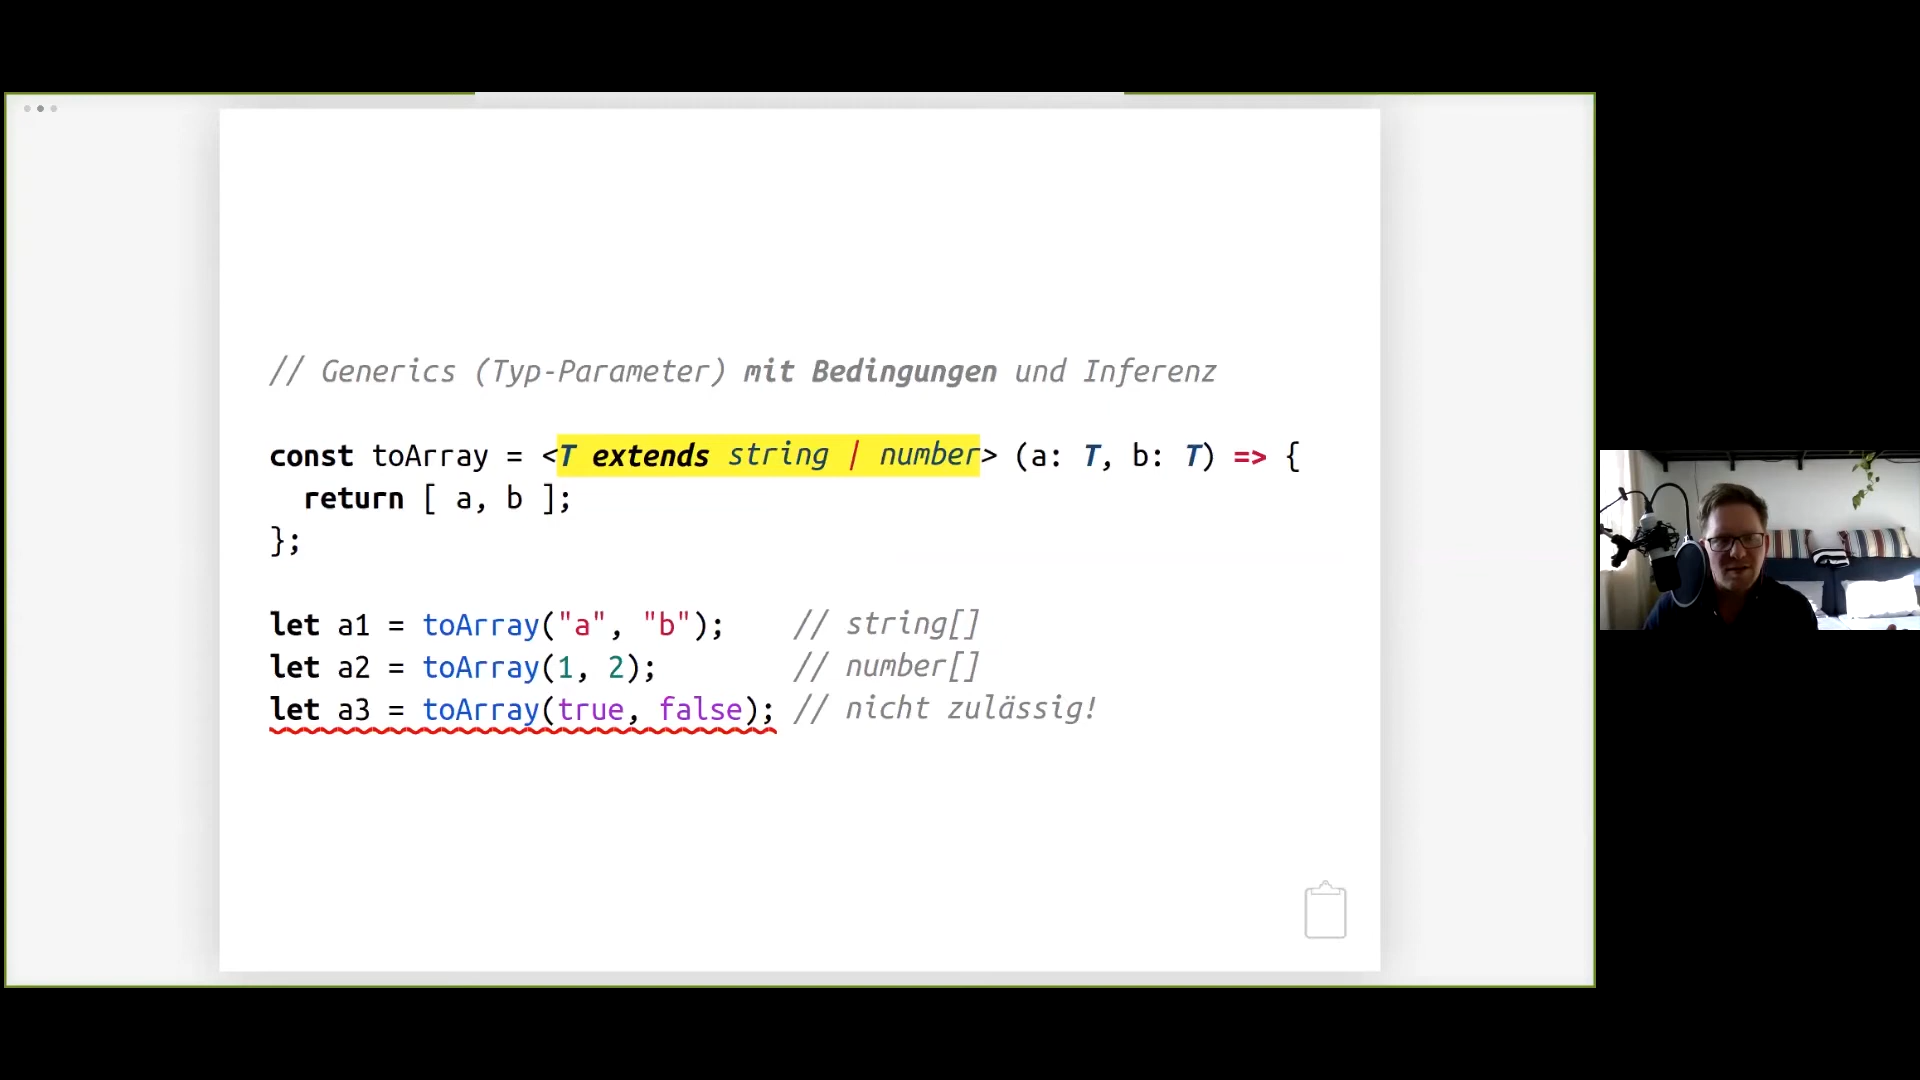 // Generics (Typ-Parameter) mit Bedingungen und Inferenz
const toArray = <T extends string | number> (a: T, b: T) => {
return [ a, b ];
};
let a1 = toArray("a", "b"); // string[]
let a2 = toArray(1, 2); // number[]
let a3 = toArray(true, false); // nicht zulässig!